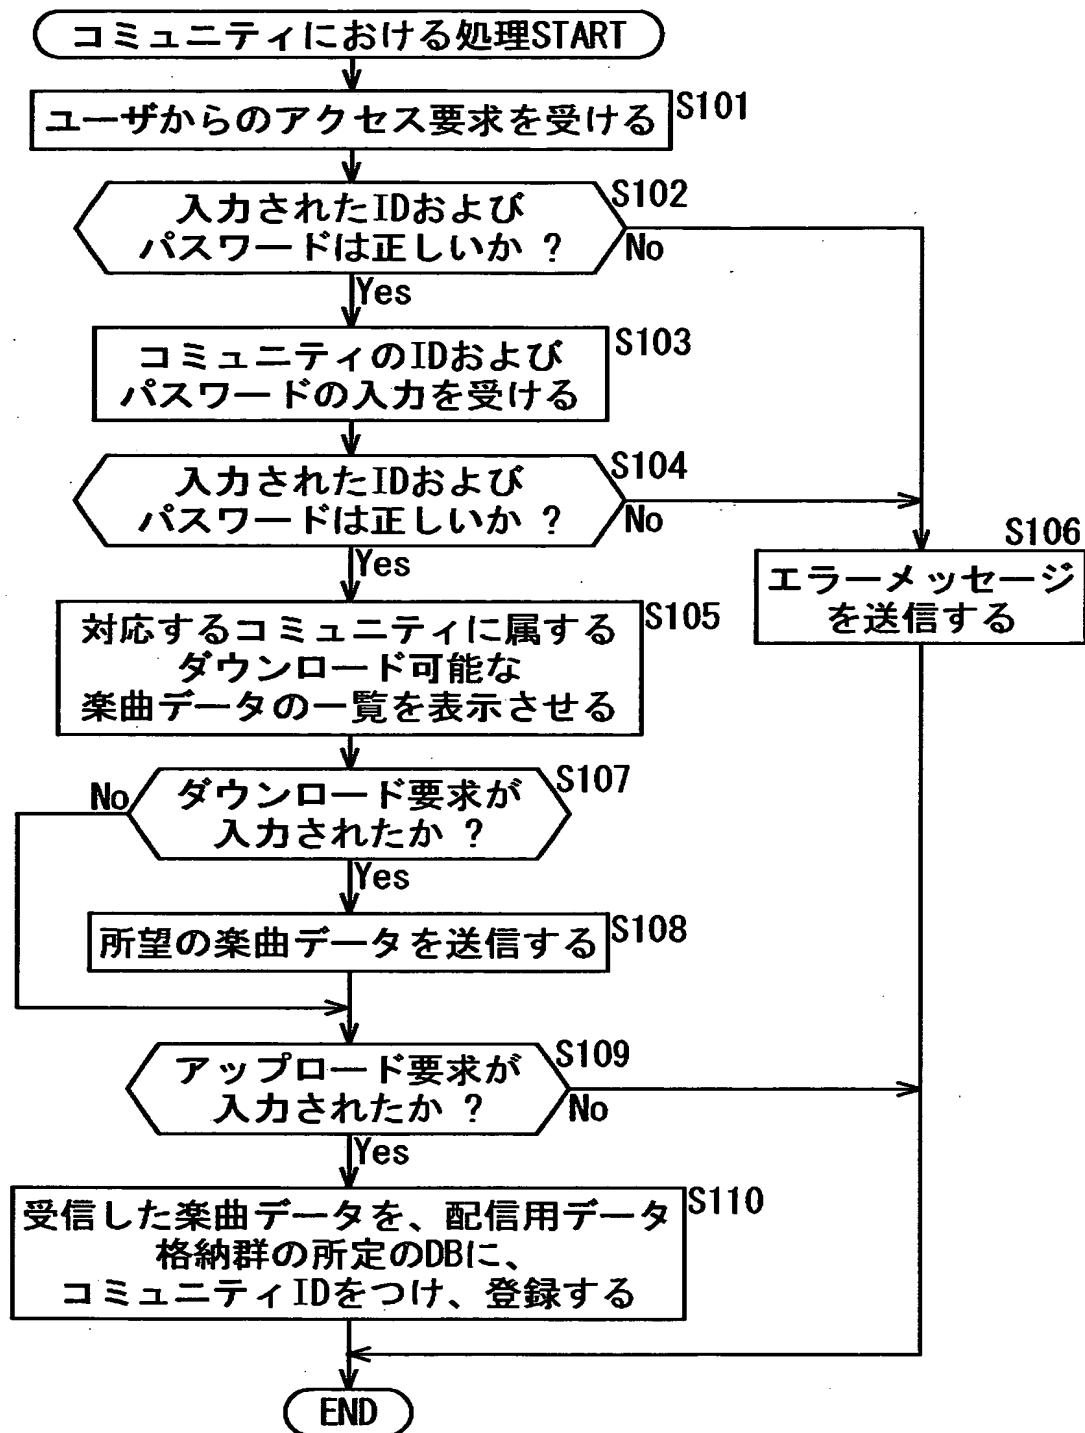 コミュニティにおける処理START
ユーザからのアクセス要求を受ける
S101
入力されたIDおよび
パスワードは正しいか ?
S102
No
Yes
コミュニティのIDおよび
パスワードの入力を受ける
S103
入力されたIDおよび
パスワードは正しいか ?
S104
No
Yes
S106
エラーメッセージ
を送信する
対応するコミュニティに属する
ダウンロード可能な
楽曲データの一覧を表示させる
S105
ダウンロード要求が
入力されたか ?
S107
No
Yes
所望の楽曲データを送信する
S108
アップロード要求が
入力されたか ?
S109
No
Yes
受信した楽曲データを、配信用データ
格納群の所定のDBに、
コミュニティIDをつけ、登録する
S110
END